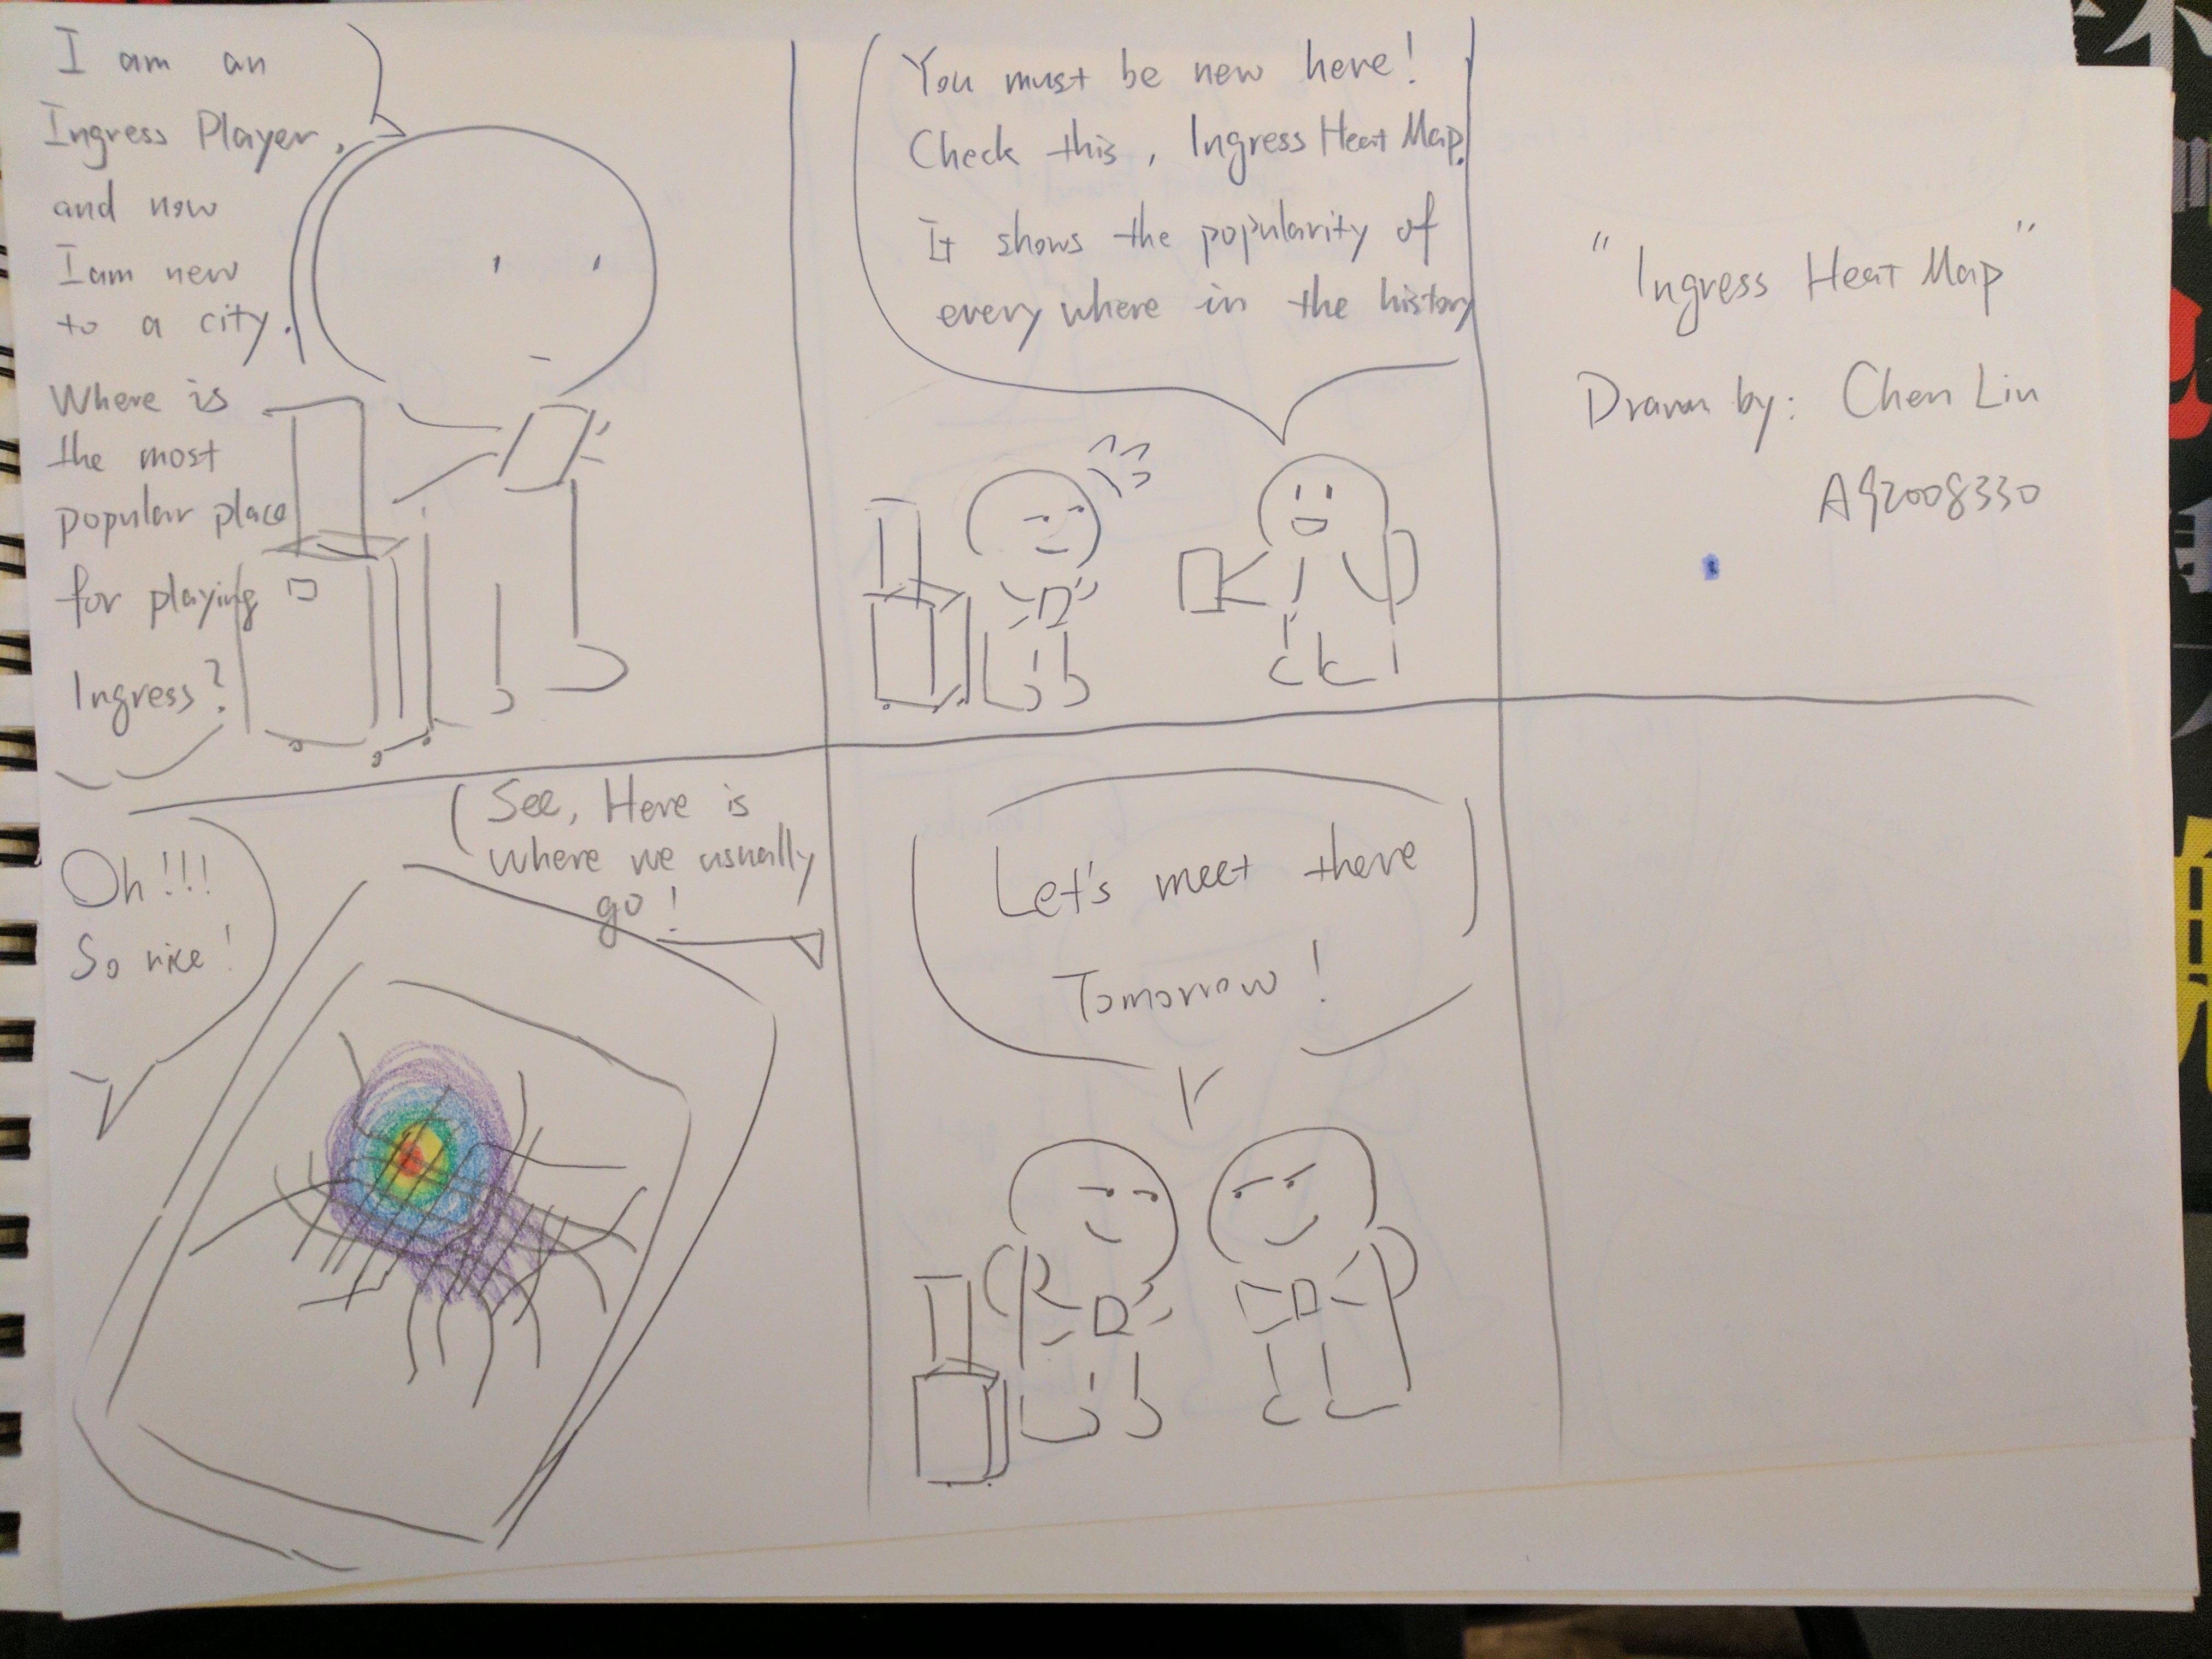 I am an
Ingress Player,
and now
I am new
to a city.
Where is
the most
popular place
for playing
Ingress?
You must be new here!
Check this, Ingress Heat Map.
It shows the popularity of
every where in the history
"Ingress Heat Map"
Drawn by: Chen Lin
A92008330
Oh!!!
So nice!
See, Here is
where we usually
go!
Let's meet there
Tomorrow!